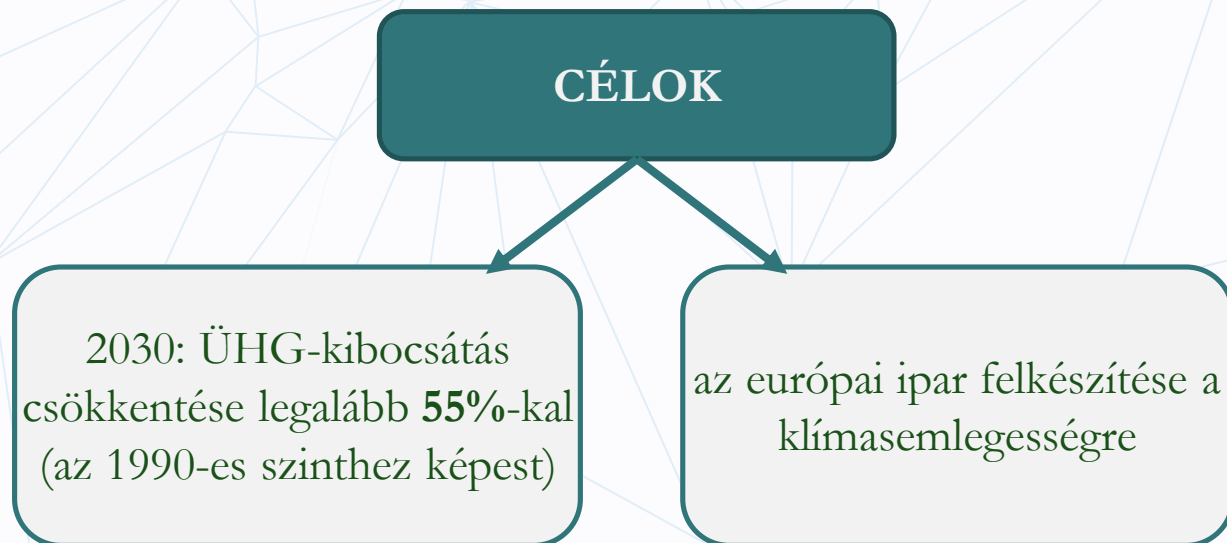 CÉLOK
2030: ÜHG-kibocsátás
csökkentése legalább 55%-kal
(az 1990-es szinthez képest)
az európai ipar felkészítése a
klímasemlegességre